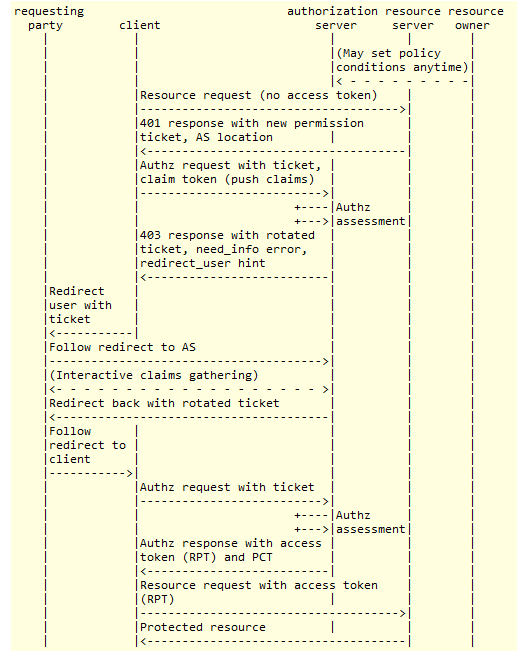 requesting authorization resource resource
party client server server owner
(May set policy
conditions anytime)
Resource request (no access token)
401 response with new permission
ticket, AS location
Authz request with ticket,
claim token (push claims)
Authz
assessment
403 response with rotated
ticket, need_info error,
redirect_user hint
Redirect
user with
ticket
Follow redirect to AS
(Interactive claims gathering)
Redirect back with rotated ticket
Follow
redirect to
client
Authz request with ticket
Authz
assessment
Authz response with access
token (RPT) and PCT
Resource request with access token
(RPT)
Protected resource